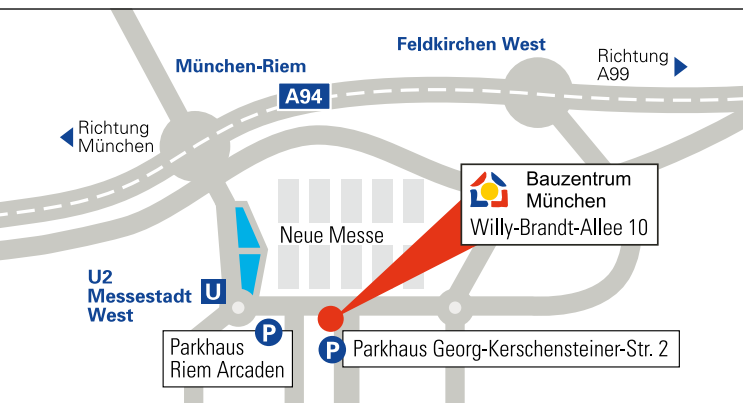 Feldkirchen West
München-Riem
Richtung
A99
A94
Richtung
München
Bauzentrum
München
Willy-Brandt-Allee 10
Neue Messe
U2
Messestadt
West
U
P
Parkhaus
Riem Arcaden
P
Parkhaus Georg-Kerschensteiner-Str. 2